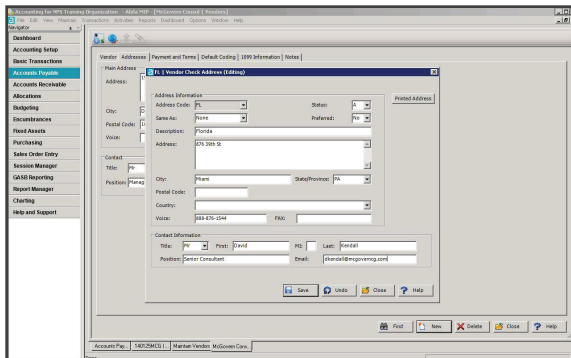 Accounting for NPS Training Organization - Abila MIP - [McGovern Consul | Vendors]
File Edit View Maintain Transactions Activities Reports Dashboard Options Window Help
Navigator
Dashboard
Accounting Setup
Basic Transactions
Accounts Payable
Accounts Receivable
Allocations
Budgeting
Encumbrances
Fixed Assets
Purchasing
Sales Order Entry
Session Manager
GASB Reporting
Report Manager
Charting
Help and Support
Vendor Addresses Payment and Terms Default Coding 1099 Information Notes
Main Address
Address:
City:
Postal Code:
Voice:
Contact
Title: Mr
Position: Manag
FL | Vendor Check Address (Editing)
Address Information
Address Code: FL Status: A
Same As: None Preferred: No
Description: Florida
Address: 876 39th St
City: Miami State/Province: PA
Postal Code:
Country:
Voice: 888-876-1544 FAX:
Contact Information
Title: Mr First: David MI: Last: Kendall
Position: Senior Consultant Email: dkendall@mcgoverncg.com
Save Undo Close Help
Printed Address
Find New Delete Close Help
Accounts Pay... 140125MCG (... Maintain Vendors McGovern Cons...